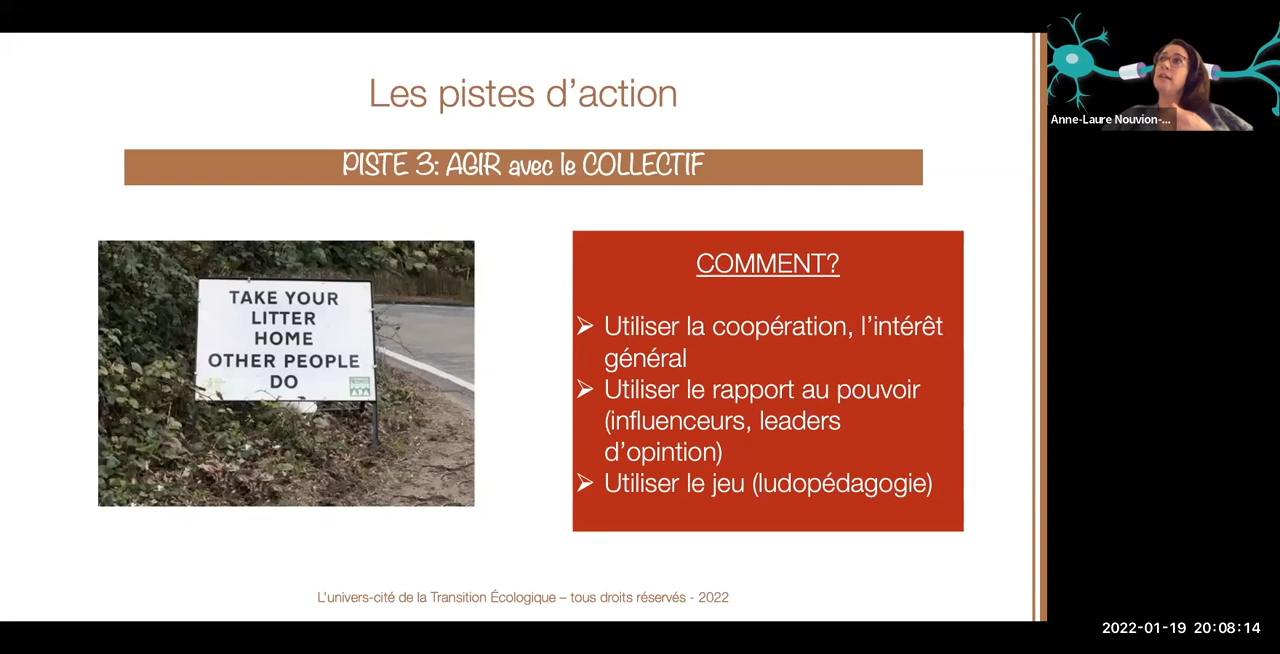 Les pistes d’action
PISTE 3: AGIR avec le COLLECTIF
TAKE YOUR
LITTER
HOME
OTHER PEOPLE
DO
COMMENT?
➢ Utiliser la coopération, l’intérêt
général
➢ Utiliser le rapport au pouvoir
(influenceurs, leaders
d’opintion)
➢ Utiliser le jeu (ludopédagogie)
L’univers-cité de la Transition Écologique – tous droits réservés - 2022
Anne-Laure Nouvion-...
2022-01-19 20:08:14